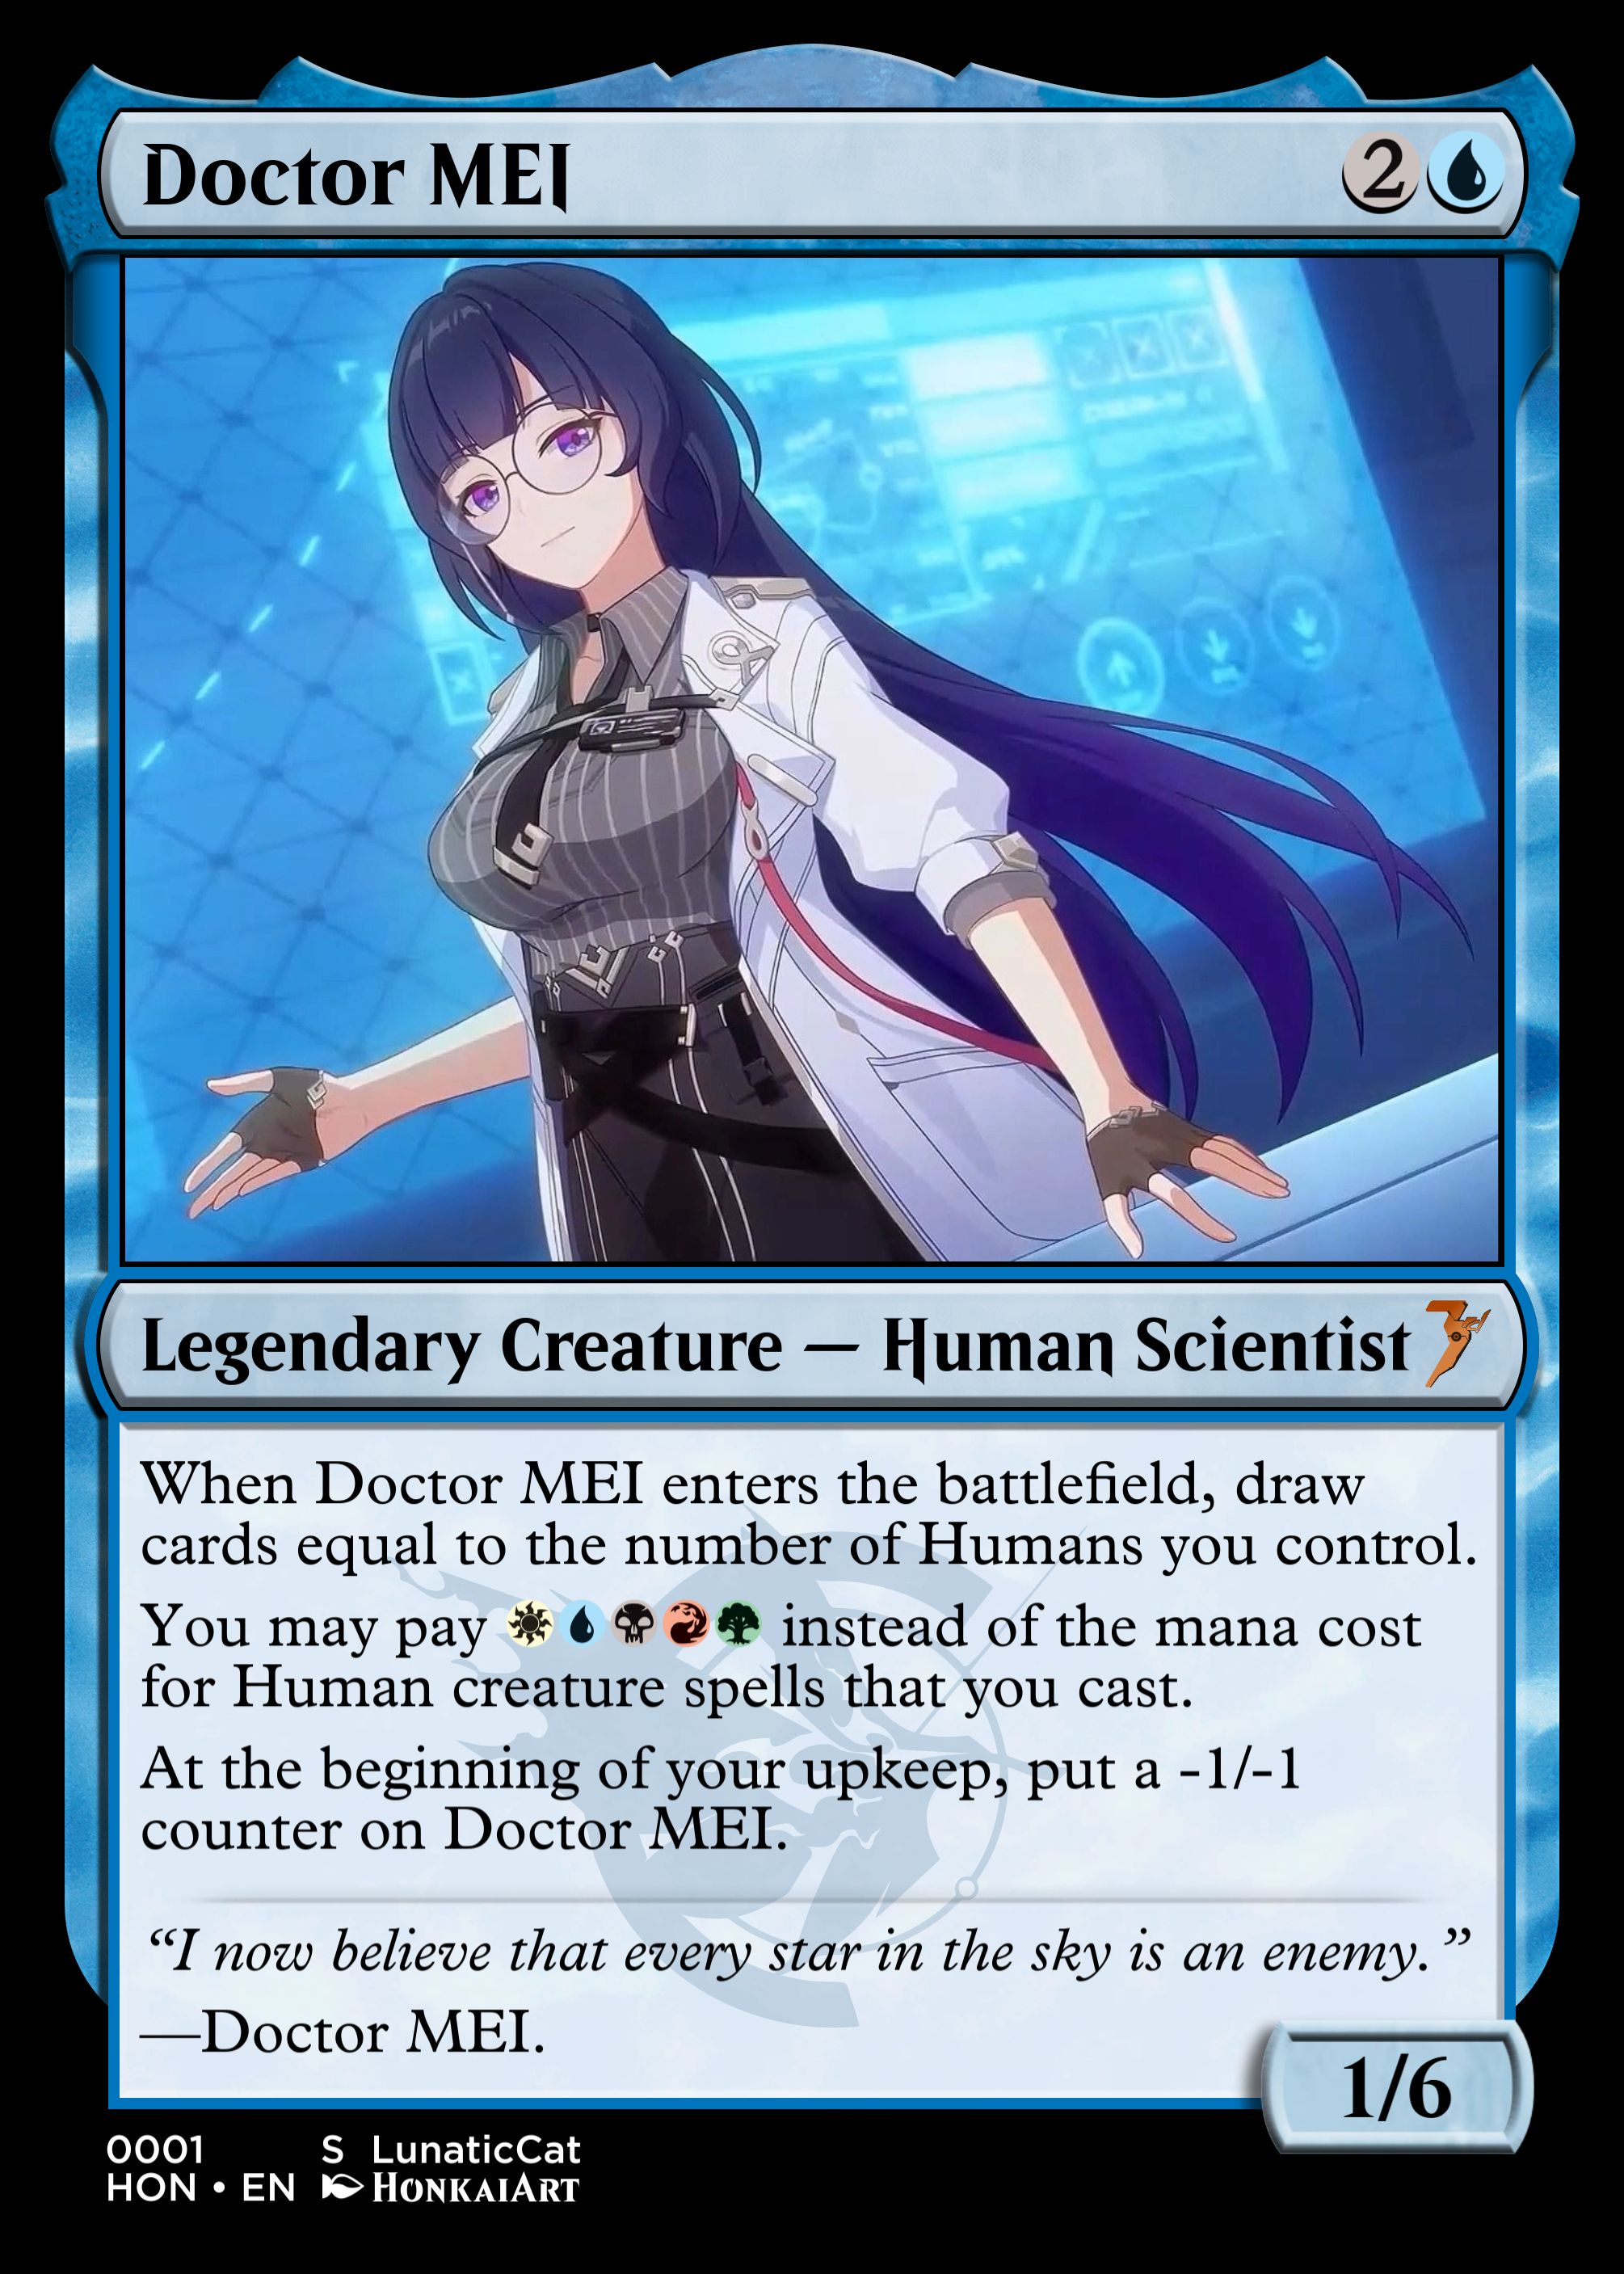 Doctor MEI
2
Legendary Creature — Human Scientist
When Doctor MEI enters the battlefield, draw
cards equal to the number of Humans you control.
You may pay instead of the mana cost
for Human creature spells that you cast.
At the beginning of your upkeep, put a -1/-1
counter on Doctor MEI.
“I now believe that every star in the sky is an enemy.”
—Doctor MEI.
1/6
0001 S LunaticCat
HON • EN HonkaiArt